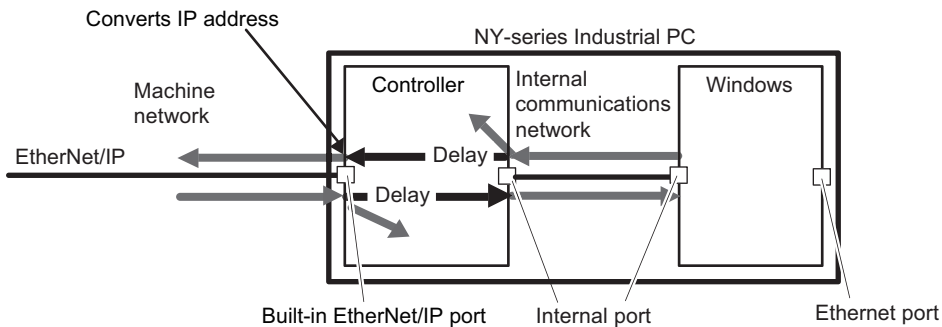 Converts IP address
NY-series Industrial PC
Machine
network
Controller
Internal
communications
network
Windows
EtherNet/IP
Delay
Delay
Built-in EtherNet/IP port
Internal port
Ethernet port